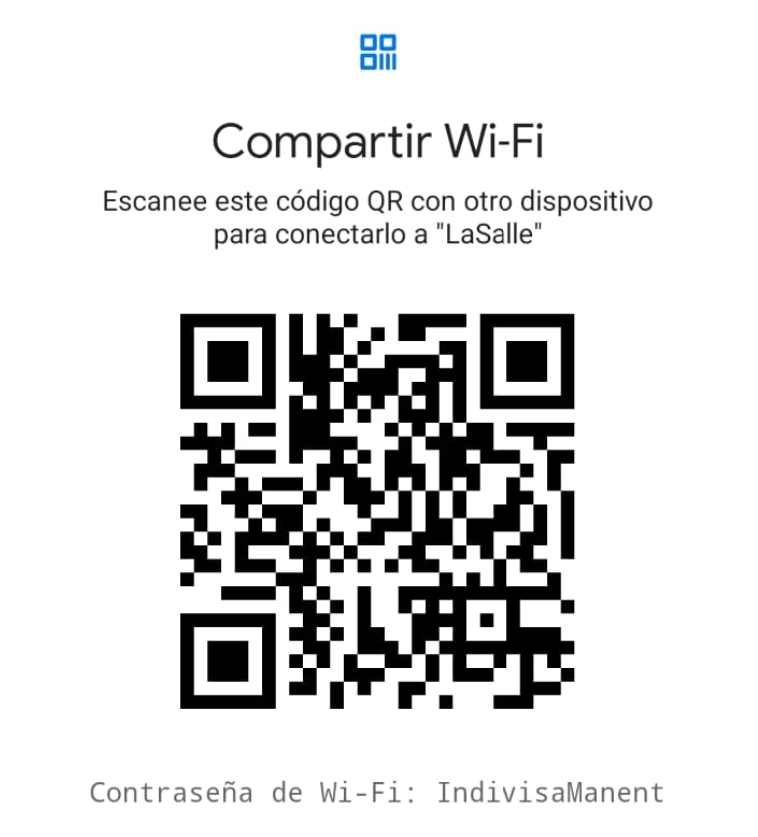 Compartir Wi-Fi
Escanee este código QR con otro dispositivo
para conectarlo a "LaSalle"
Contraseña de Wi-Fi: IndivisaManent